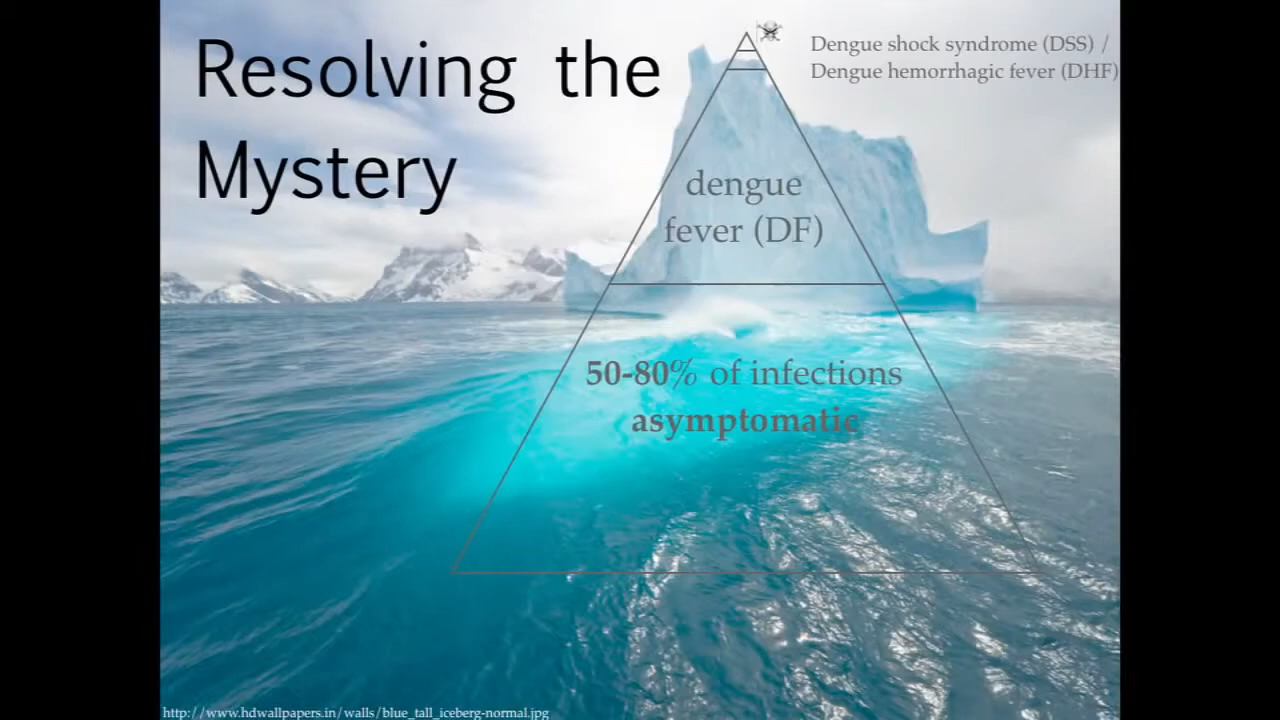 Resolving the
Mystery
Dengue shock syndrome (DSS) /
Dengue hemorrhagic fever (DHF)
dengue
fever (DF)
50-80% of infections
asymptomatic
http://www.hdwallpapers.in/walls/blue_tall_iceberg-normal.jpg